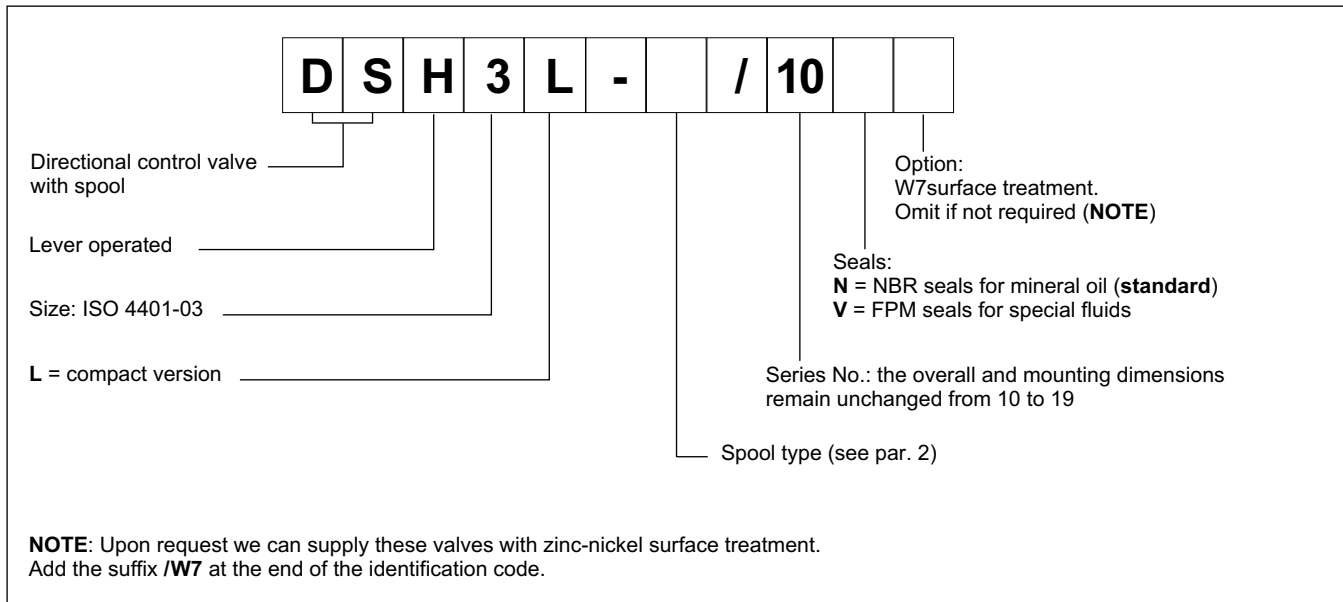 D S H 3 L - / 10
Directional control valve
with spool
Lever operated
Size: ISO 4401-03
L = compact version
Option:
W7surface treatment.
Omit if not required (NOTE)
Seals:
N = NBR seals for mineral oil (standard)
V = FPM seals for special fluids
Series No.: the overall and mounting dimensions
remain unchanged from 10 to 19
Spool type (see par. 2)
NOTE: Upon request we can supply these valves with zinc-nickel surface treatment.
Add the suffix /W7 at the end of the identification code.